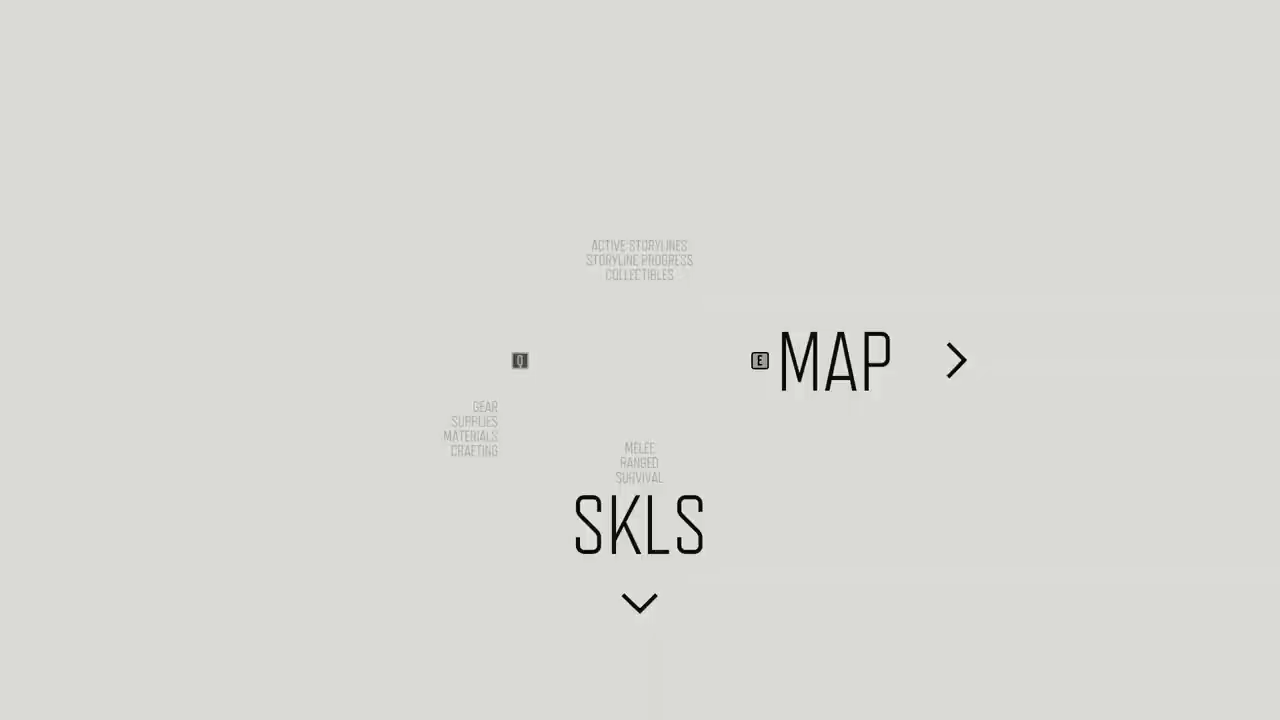 ACTIVE STORYLINES
STORYLINE PROGRESS
COLLECTIBLES
Q
E
MAP
GEAR
SUPPLIES
MATERIALS
CRAFTING
MELEE
RANGED
SURVIVAL
SKLS